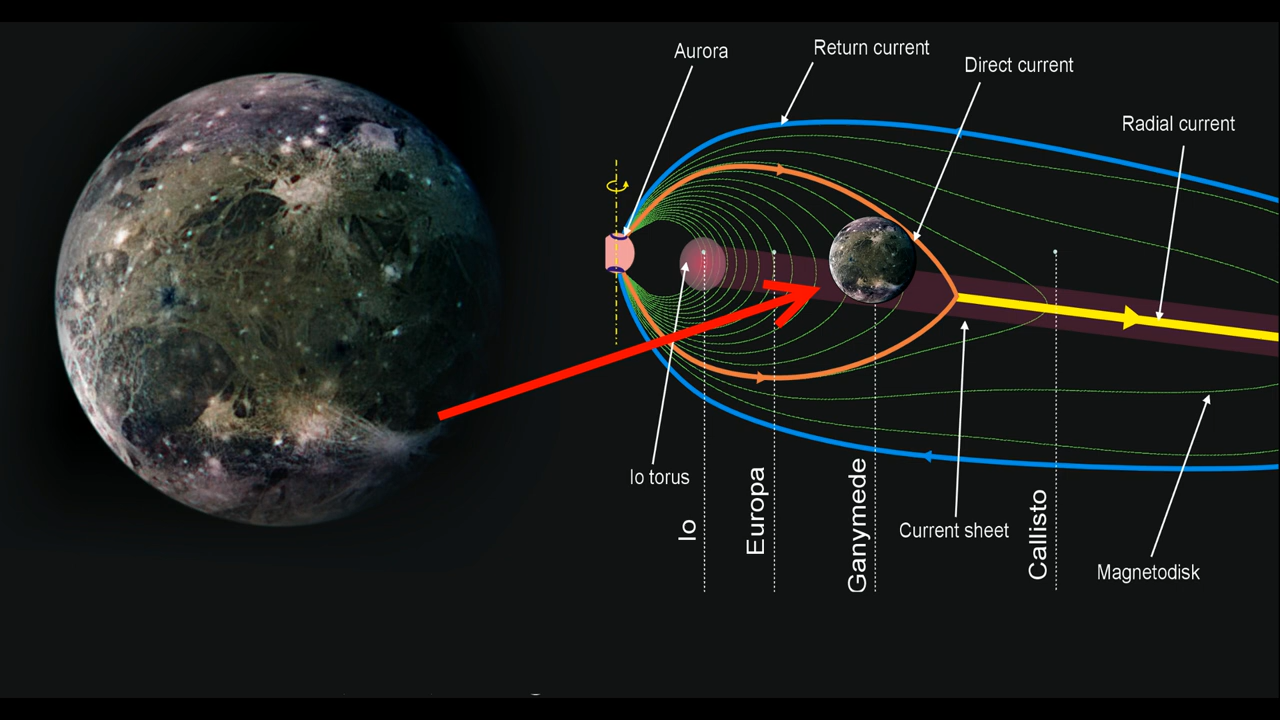 Aurora
Return current
Direct current
Radial current
Io torus
Io
Europa
Ganymede
Current sheet
Callisto
Magnetodisk